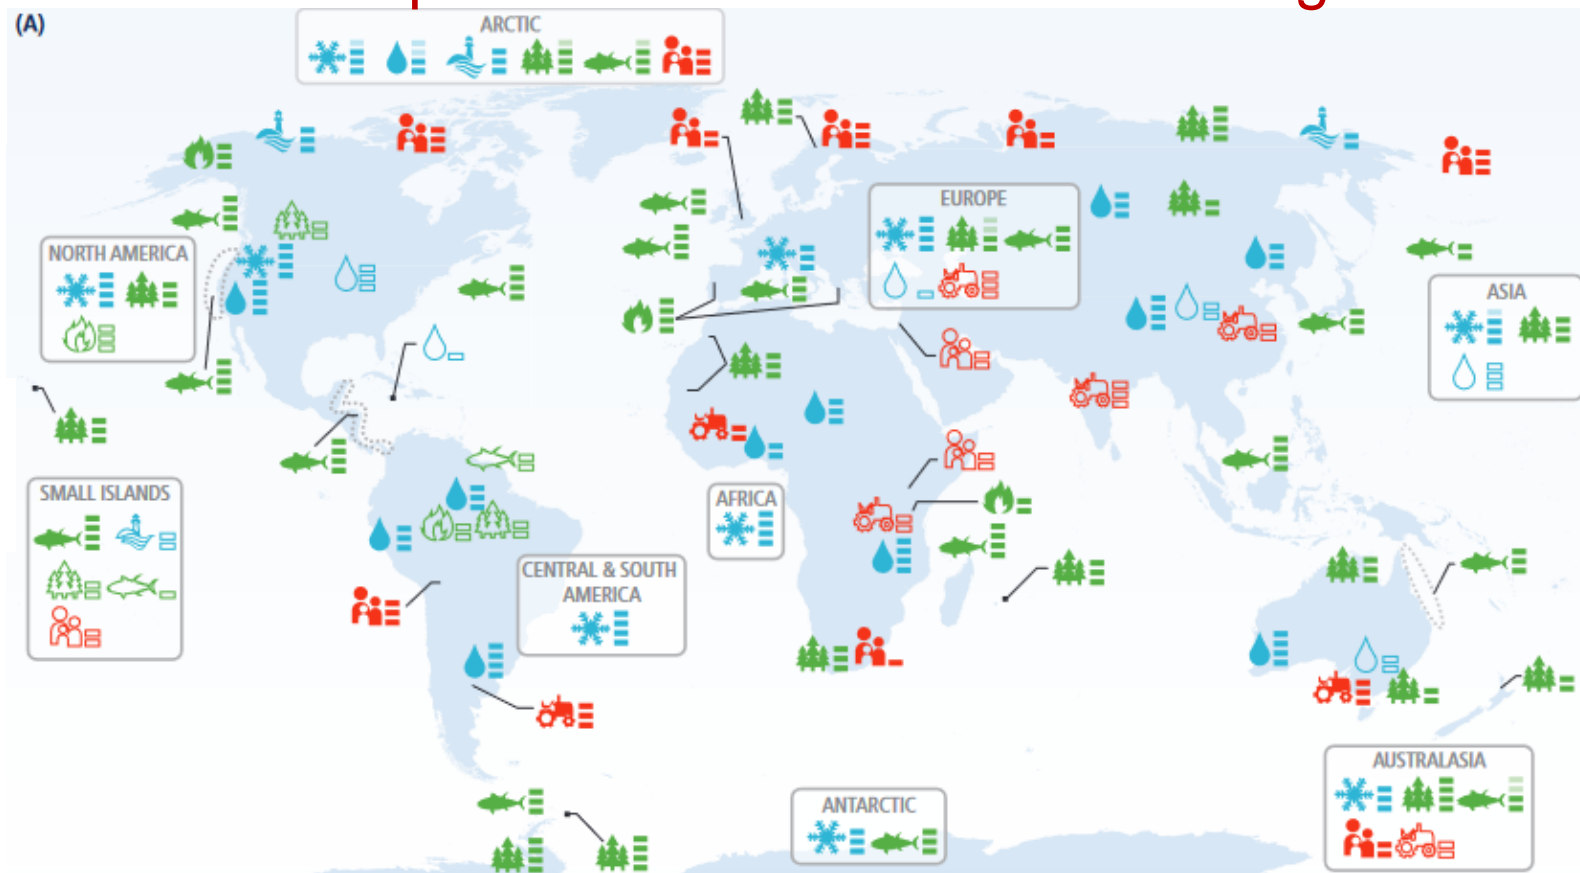 (A)
ARCTIC
EUROPE
NORTH AMERICA
ASIA
SMALL ISLANDS
AFRICA
CENTRAL & SOUTH
AMERICA
AUSTRALASIA
ANTARCTIC